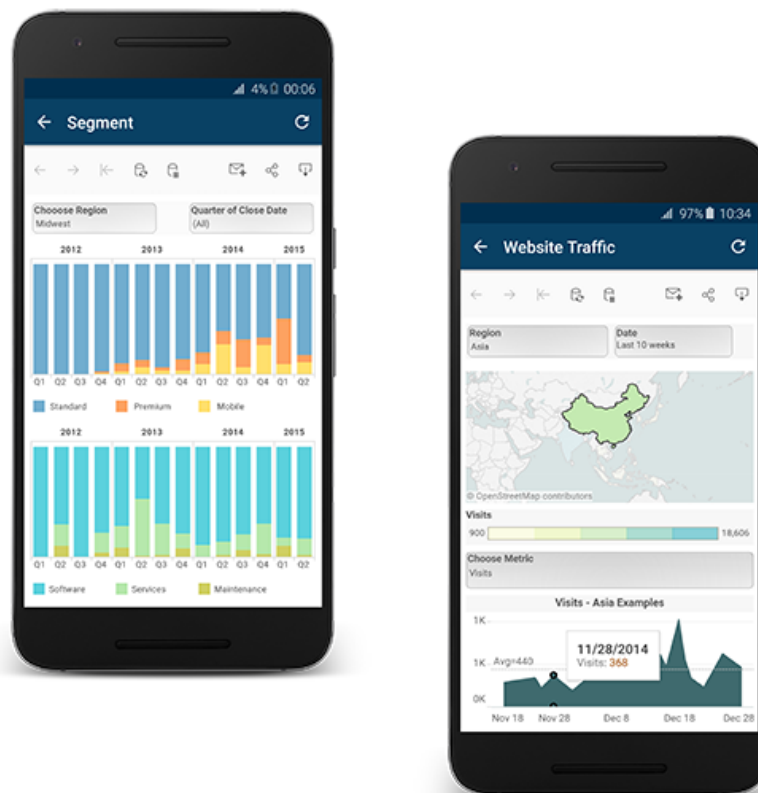 4% 00:06
Segment
Chooose Region
Midwest
Quarter of Close Date
(All)
2012 2013 2014 2015
Q1 Q2 Q3 Q4 Q1 Q2 Q3 Q4 Q1 Q2 Q3 Q4 Q1 Q2
Standard Premium Mobile
2012 2013 2014 2015
Q1 Q2 Q3 Q4 Q1 Q2 Q3 Q4 Q1 Q2 Q3 Q4 Q1 Q2
Software Services Maintenance
97% 10:34
Website Traffic
Region
Asia
Date
Last 10 weeks
© OpenStreetMap contributors
Visits
900 18,606
Choose Metric
Visits
Visits - Asia Examples
1K
11/28/2014
Visits: 368
1K Avg=440
0K
Nov 18 Nov 28 Dec 8 Dec 18 Dec 28